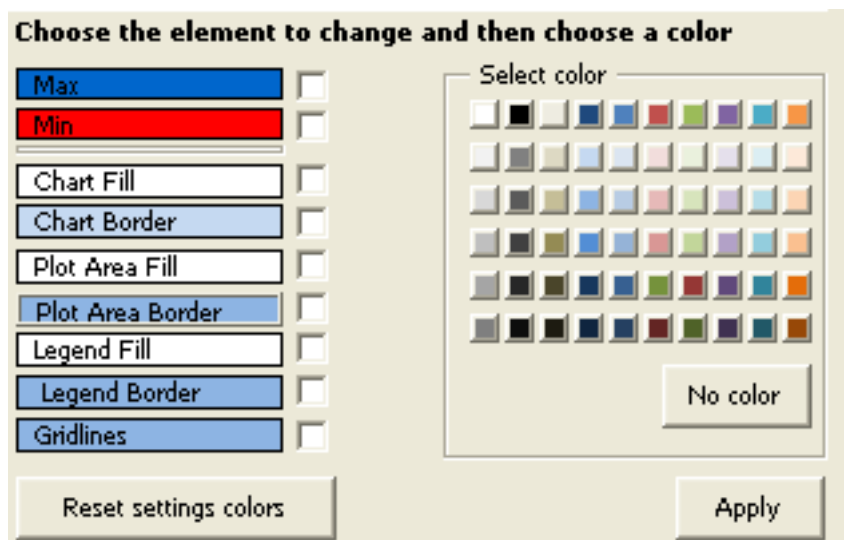 Choose the element to change and then choose a color
Max
Min
Chart Fill
Chart Border
Plot Area Fill
Plot Area Border
Legend Fill
Legend Border
Gridlines
Select color
No color
Reset settings colors
Apply